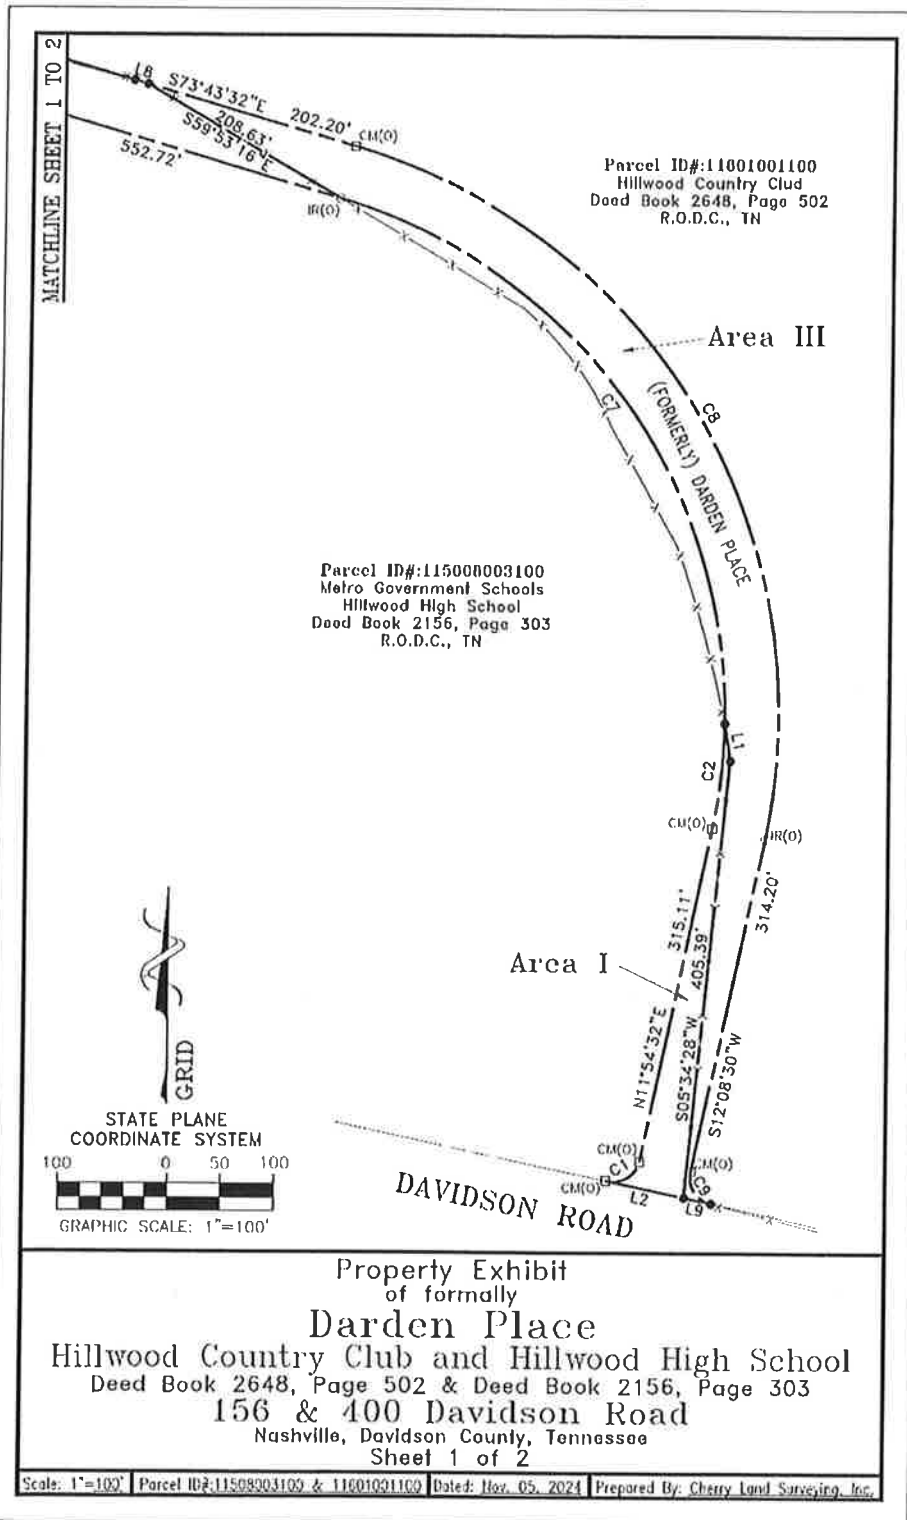 MATCHLINE SHEET 1 TO 2
L8
S73°43'32"E
202.20'
CM(O)
208.63'
S59°53'16"E
552.72'
IR(O)
Parcel ID#:11601001100
Hillwood Country Clud
Deed Book 2648, Page 502
R.O.D.C., TN
Area III
C7
C8
(FORMERLY) DARDEN PLACE
Parcel ID#:11500003100
Metro Government Schools
Hillwood High School
Deed Book 2156, Page 303
R.O.D.C., TN
L1
C2
CM(O)
IR(O)
315.11'
405.39'
314.20'
Area I
N11°54'32"E
S05°34'28"W
S12°08'30"W
GRID
STATE PLANE
COORDINATE SYSTEM
100 0 50 100
GRAPHIC SCALE: 1"=100'
CM(O)
CM(O)
C1
CM(O)
C9
L2
L9
DAVIDSON ROAD
Property Exhibit
of formally
Darden Place
Hillwood Country Club and Hillwood High School
Deed Book 2648, Page 502 & Deed Book 2156, Page 303
156 & 400 Davidson Road
Nashville, Davidson County, Tennessee
Sheet 1 of 2
Scale: 1"=100' Parcel ID#:11508003100 & 11601001100 Dated: Nov. 05, 2024 Prepared By: Cherry Land Surveying, Inc.